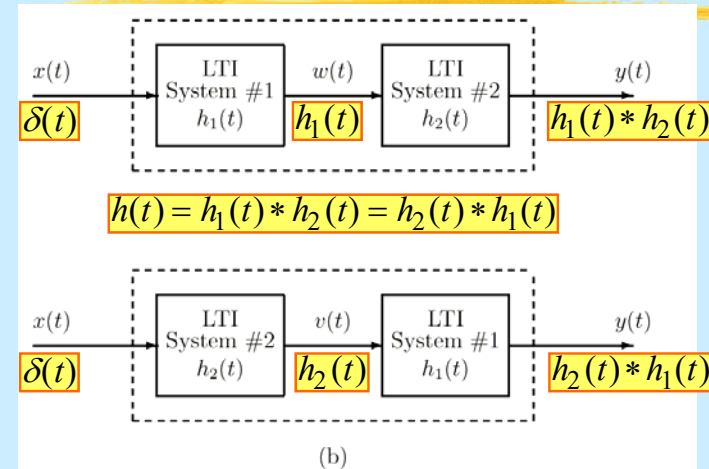 LTI LTI
x(t) System #1 w(t) System #2 y(t)
h₁(t) h₂(t)
δ(t) h₁(t) h₁(t) * h₂(t)
h(t) = h₁(t) * h₂(t) = h₂(t) * h₁(t)
LTI LTI
x(t) System #2 v(t) System #1 y(t)
h₂(t) h₁(t)
δ(t) h₂(t) h₂(t) * h₁(t)
(b)